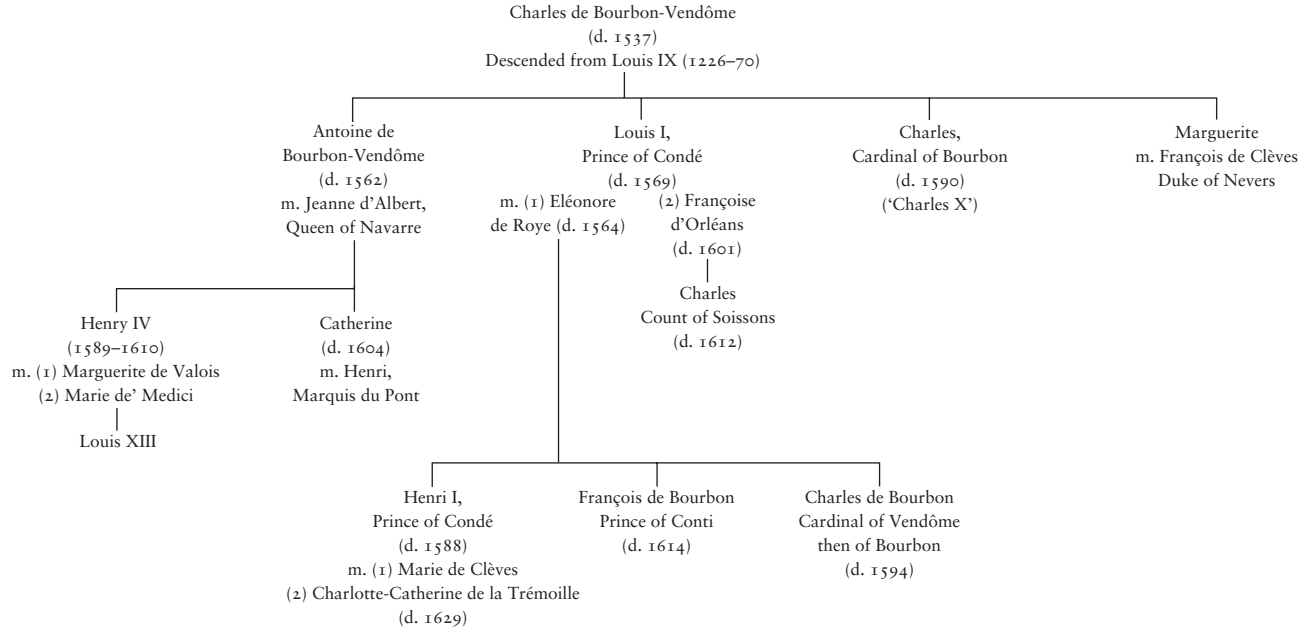 Charles de Bourbon-Vendôme
(d. 1537)
Descended from Louis IX (1226–70)
Antoine de
Bourbon-Vendôme
(d. 1562)
m. Jeanne d’Albert,
Queen of Navarre
Louis I,
Prince of Condé
(d. 1569)
m. (1) Eléonore
de Roye (d. 1564)
(2) Françoise
d’Orléans
(d. 1601)
Charles,
Cardinal of Bourbon
(d. 1590)
(‘Charles X’)
Marguerite
m. François de Clèves
Duke of Nevers
Henry IV
(1589–1610)
m. (1) Marguerite de Valois
(2) Marie de’ Medici
Louis XIII
Catherine
(d. 1604)
m. Henri,
Marquis du Pont
Charles
Count of Soissons
(d. 1612)
Henri I,
Prince of Condé
(d. 1588)
m. (1) Marie de Clèves
(2) Charlotte-Catherine de la Trémoille
(d. 1629)
François de Bourbon
Prince of Conti
(d. 1614)
Charles de Bourbon
Cardinal of Vendôme
then of Bourbon
(d. 1594)